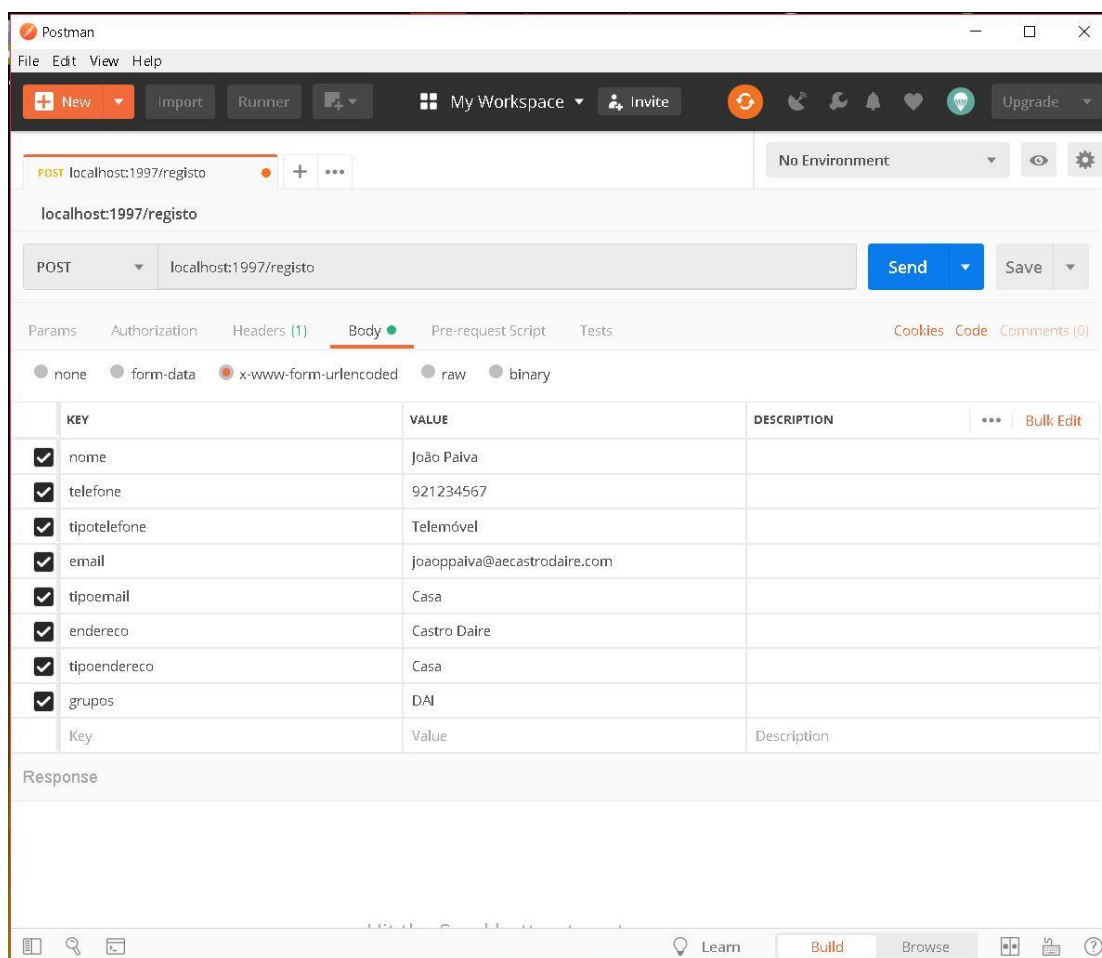 Postman
File Edit View Help
New Import Runner My Workspace Invite Upgrade
POST localhost:1997/registo
No Environment
localhost:1997/registo
POST localhost:1997/registo Send Save
Params Authorization Headers (1) Body Pre-request Script Tests Cookies Code Comments (0)
none form-data x-www-form-urlencoded raw binary
KEY VALUE DESCRIPTION Bulk Edit
nome João Paiva
telefone 921234567
tipotelefone Telemóvel
email joaoppaiva@aecastrodaire.com
tipoemail Casa
endereco Castro Daire
tipoendereco Casa
grupos DAI
Key Value Description
Response
Learn Build Browse